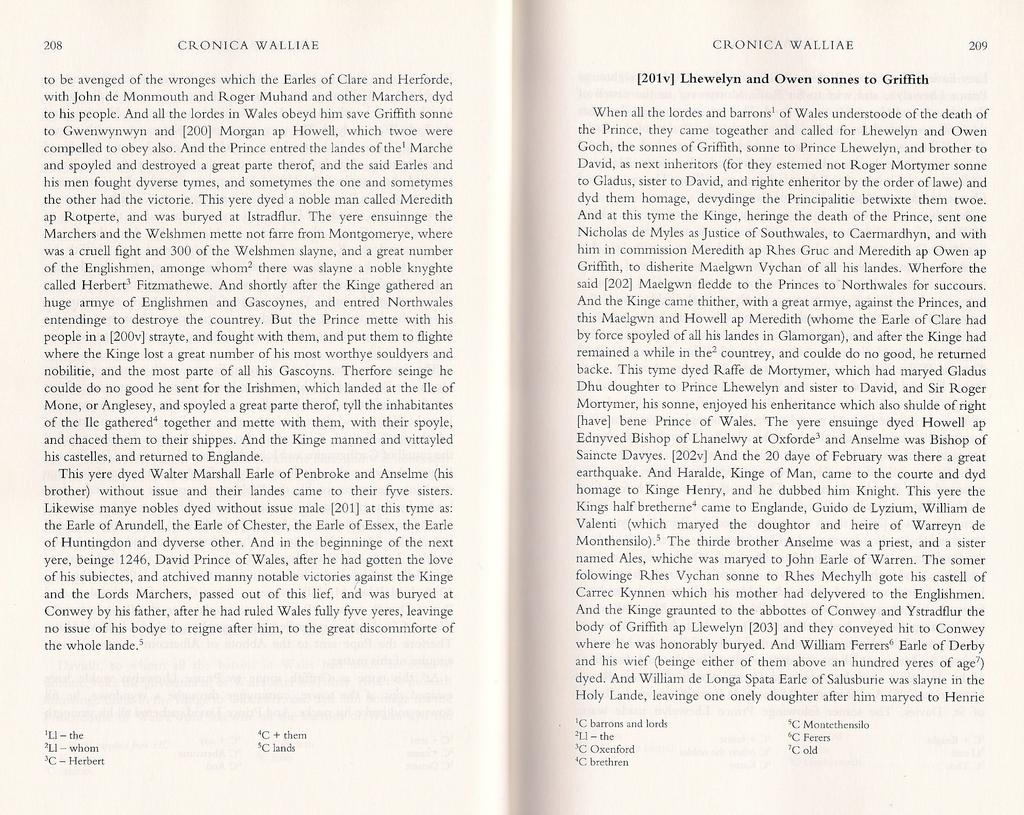 208
CRONICA WALLIAE
to be avenged of the wronges which the Earles of Clare and Herforde,
with John de Monmouth and Roger Muhand and other Marchers, dyd
to his people. And all the lordes in Wales obeyd him save Griffith sonne
to Gwenwynwyn and [200] Morgan ap Howell, which twoe were
compelled to obey also. And the Prince entred the landes of the¹ Marche
and spoyled and destroyed a great parte therof, and the said Earles and
his men fought dyverse tymes, and sometymes the one and sometymes
the other had the victorie. This yere dyed a noble man called Meredith
ap Rotperte, and was buryed at Istradflur. The yere ensuinnge the
Marchers and the Welshmen mette not farre from Montgomerye, where
was a cruell fight and 300 of the Welshmen slayne, and a great number
of the Englishmen, amonge whom² there was slayne a noble knyghte
called Herbert³ Fitzmathewe. And shortly after the Kinge gathered an
huge armye of Englishmen and Gascoynes, and entred Northwales
entendinge to destroye the countrey. But the Prince mette with his
people in a [200v] strayte, and fought with them, and put them to flighte
where the Kinge lost a great number of his most worthye souldyers and
nobilitie, and the most parte of all his Gascoyns. Therfore seinge he
coulde do no good he sent for the Irishmen, which landed at the Ile of
Mone, or Anglesey, and spoyled a great parte therof, tyll the inhabitantes
of the Ile gathered⁴ together and mette with them, with their spoyle,
and chaced them to their shippes. And the Kinge manned and vittayled
his castelles, and returned to Englande.
This yere dyed Walter Marshall Earle of Penbroke and Anselme (his
brother) without issue and their landes came to their fyve sisters.
Likewise manye nobles dyed without issue male [201] at this tyme as:
the Earle of Arundell, the Earle of Chester, the Earle of Essex, the Earle
of Huntingdon and dyverse other. And in the beginninge of the next
yere, beinge 1246, David Prince of Wales, after he had gotten the love
of his subiectes, and atchived manny notable victories against the Kinge
and the Lords Marchers, passed out of this lief, and was buryed at
Conwey by his father, after he had ruled Wales fully fyve yeres, leavinge
no issue of his bodye to reigne after him, to the great discommforte of
the whole lande.⁵
¹Ll – the
²Ll – whom
³C – Herbert
⁴C + them
⁵C lands
CRONICA WALLIAE
209
[201v] Lhewelyn and Owen sonnes to Griffith
When all the lordes and barrons¹ of Wales understoode of the death of
the Prince, they came togeather and called for Lhewelyn and Owen
Goch, the sonnes of Griffith, sonne to Prince Lhewelyn, and brother to
David, as next inheritors (for they estemed not Roger Mortymer sonne
to Gladus, sister to David, and righte enheritor by the order of lawe) and
dyd them homage, devydinge the Principalitie betwixte them twoe.
And at this tyme the Kinge, heringe the death of the Prince, sent one
Nicholas de Myles as Justice of Southwales, to Caermardhyn, and with
him in commission Meredith ap Rhes Gruc and Meredith ap Owen ap
Griffith, to disherite Maelgwn Vychan of all his landes. Wherfore the
said [202] Maelgwn fledde to the Princes to Northwales for succours.
And the Kinge came thither, with a great armye, against the Princes, and
this Maelgwn and Howell ap Meredith (whome the Earle of Clare had
by force spoyled of all his landes in Glamorgan), and after the Kinge had
remained a while in the² countrey, and coulde do no good, he returned
backe. This tyme dyed Raffe de Mortymer, which had maryed Gladus
Dhu doughter to Prince Lhewelyn and sister to David, and Sir Roger
Mortymer, his sonne, enjoyed his enheritance which also shulde of right
[have] bene Prince of Wales. The yere ensuinge dyed Howell ap
Ednyved Bishop of Lhanelwy at Oxforde³ and Anselme was Bishop of
Saincte Davyes. [202v] And the 20 daye of February was there a great
earthquake. And Haralde, Kinge of Man, came to the courte and dyd
homage to Kinge Henry, and he dubbed him Knight. This yere the
Kings half bretherne⁴ came to Englande, Guido de Lyzium, William de
Valenti (which maryed the doughtor and heire of Warreyn de
Monthensilo).⁵ The thirde brother Anselme was a priest, and a sister
named Ales, whiche was maryed to John Earle of Warren. The somer
folowinge Rhes Vychan sonne to Rhes Mechylh gote his castell of
Carrec Kynnen which his mother had delyvered to the Englishmen.
And the Kinge graunted to the abbottes of Conwey and Ystradflur the
body of Griffith ap Llewelyn [203] and they conveyed hit to Conwey
where he was honorably buryed. And William Ferrers⁶ Earle of Derby
and his wief (beinge either of them above an hundred yeres of age⁷)
dyed. And William de Longa Spata Earle of Salusburie was slayne in the
Holy Lande, leavinge one onely doughter after him maryed to Henrie
¹C barrons and lords
²Ll – the
³C Oxenford
⁴C brethren
⁵C Montethensilo
⁶C Ferers
⁷C old